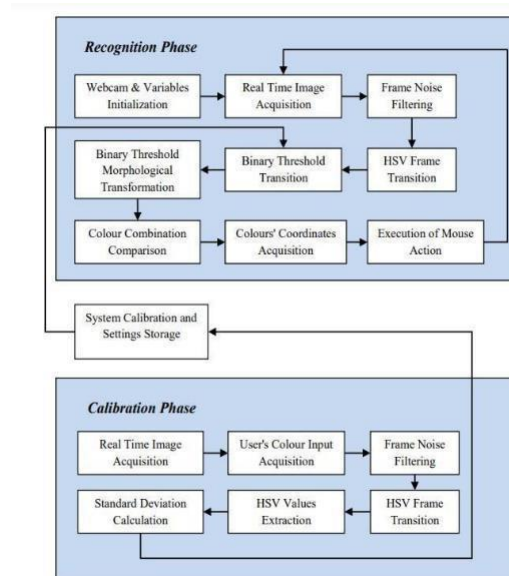 Recognition Phase
Webcam & Variables
Initialization
Real Time Image
Acquisition
Frame Noise
Filtering
Binary Threshold
Morphological
Transformation
Binary Threshold
Transition
HSV Frame
Transition
Colour Combination
Comparison
Colours' Coordinates
Acquisition
Execution of Mouse
Action
System Calibration and
Settings Storage
Calibration Phase
Real Time Image
Acquisition
User's Colour Input
Acquisition
Frame Noise
Filtering
Standard Deviation
Calculation
HSV Values
Extraction
HSV Frame
Transition